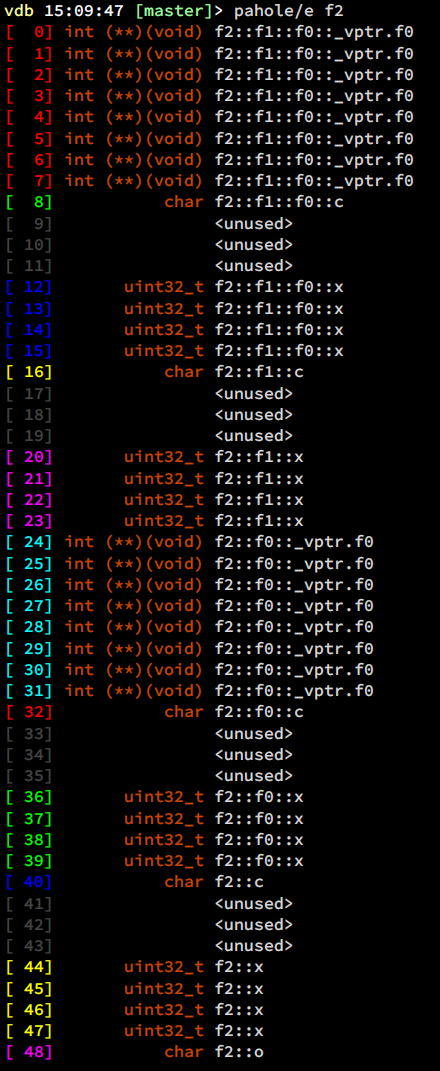 vdb 15:09:47 [master]> pahole/e f2
[  0] int (**)(void) f2::f1::f0::_vptr.f0
[  1] int (**)(void) f2::f1::f0::_vptr.f0
[  2] int (**)(void) f2::f1::f0::_vptr.f0
[  3] int (**)(void) f2::f1::f0::_vptr.f0
[  4] int (**)(void) f2::f1::f0::_vptr.f0
[  5] int (**)(void) f2::f1::f0::_vptr.f0
[  6] int (**)(void) f2::f1::f0::_vptr.f0
[  7] int (**)(void) f2::f1::f0::_vptr.f0
[  8]           char f2::f1::f0::c
[  9]                <unused>
[ 10]                <unused>
[ 11]                <unused>
[ 12]       uint32_t f2::f1::f0::x
[ 13]       uint32_t f2::f1::f0::x
[ 14]       uint32_t f2::f1::f0::x
[ 15]       uint32_t f2::f1::f0::x
[ 16]           char f2::f1::c
[ 17]                <unused>
[ 18]                <unused>
[ 19]                <unused>
[ 20]       uint32_t f2::f1::x
[ 21]       uint32_t f2::f1::x
[ 22]       uint32_t f2::f1::x
[ 23]       uint32_t f2::f1::x
[ 24] int (**)(void) f2::f0::_vptr.f0
[ 25] int (**)(void) f2::f0::_vptr.f0
[ 26] int (**)(void) f2::f0::_vptr.f0
[ 27] int (**)(void) f2::f0::_vptr.f0
[ 28] int (**)(void) f2::f0::_vptr.f0
[ 29] int (**)(void) f2::f0::_vptr.f0
[ 30] int (**)(void) f2::f0::_vptr.f0
[ 31] int (**)(void) f2::f0::_vptr.f0
[ 32]           char f2::f0::c
[ 33]                <unused>
[ 34]                <unused>
[ 35]                <unused>
[ 36]       uint32_t f2::f0::x
[ 37]       uint32_t f2::f0::x
[ 38]       uint32_t f2::f0::x
[ 39]       uint32_t f2::f0::x
[ 40]           char f2::c
[ 41]                <unused>
[ 42]                <unused>
[ 43]                <unused>
[ 44]       uint32_t f2::x
[ 45]       uint32_t f2::x
[ 46]       uint32_t f2::x
[ 47]       uint32_t f2::x
[ 48]           char f2::o